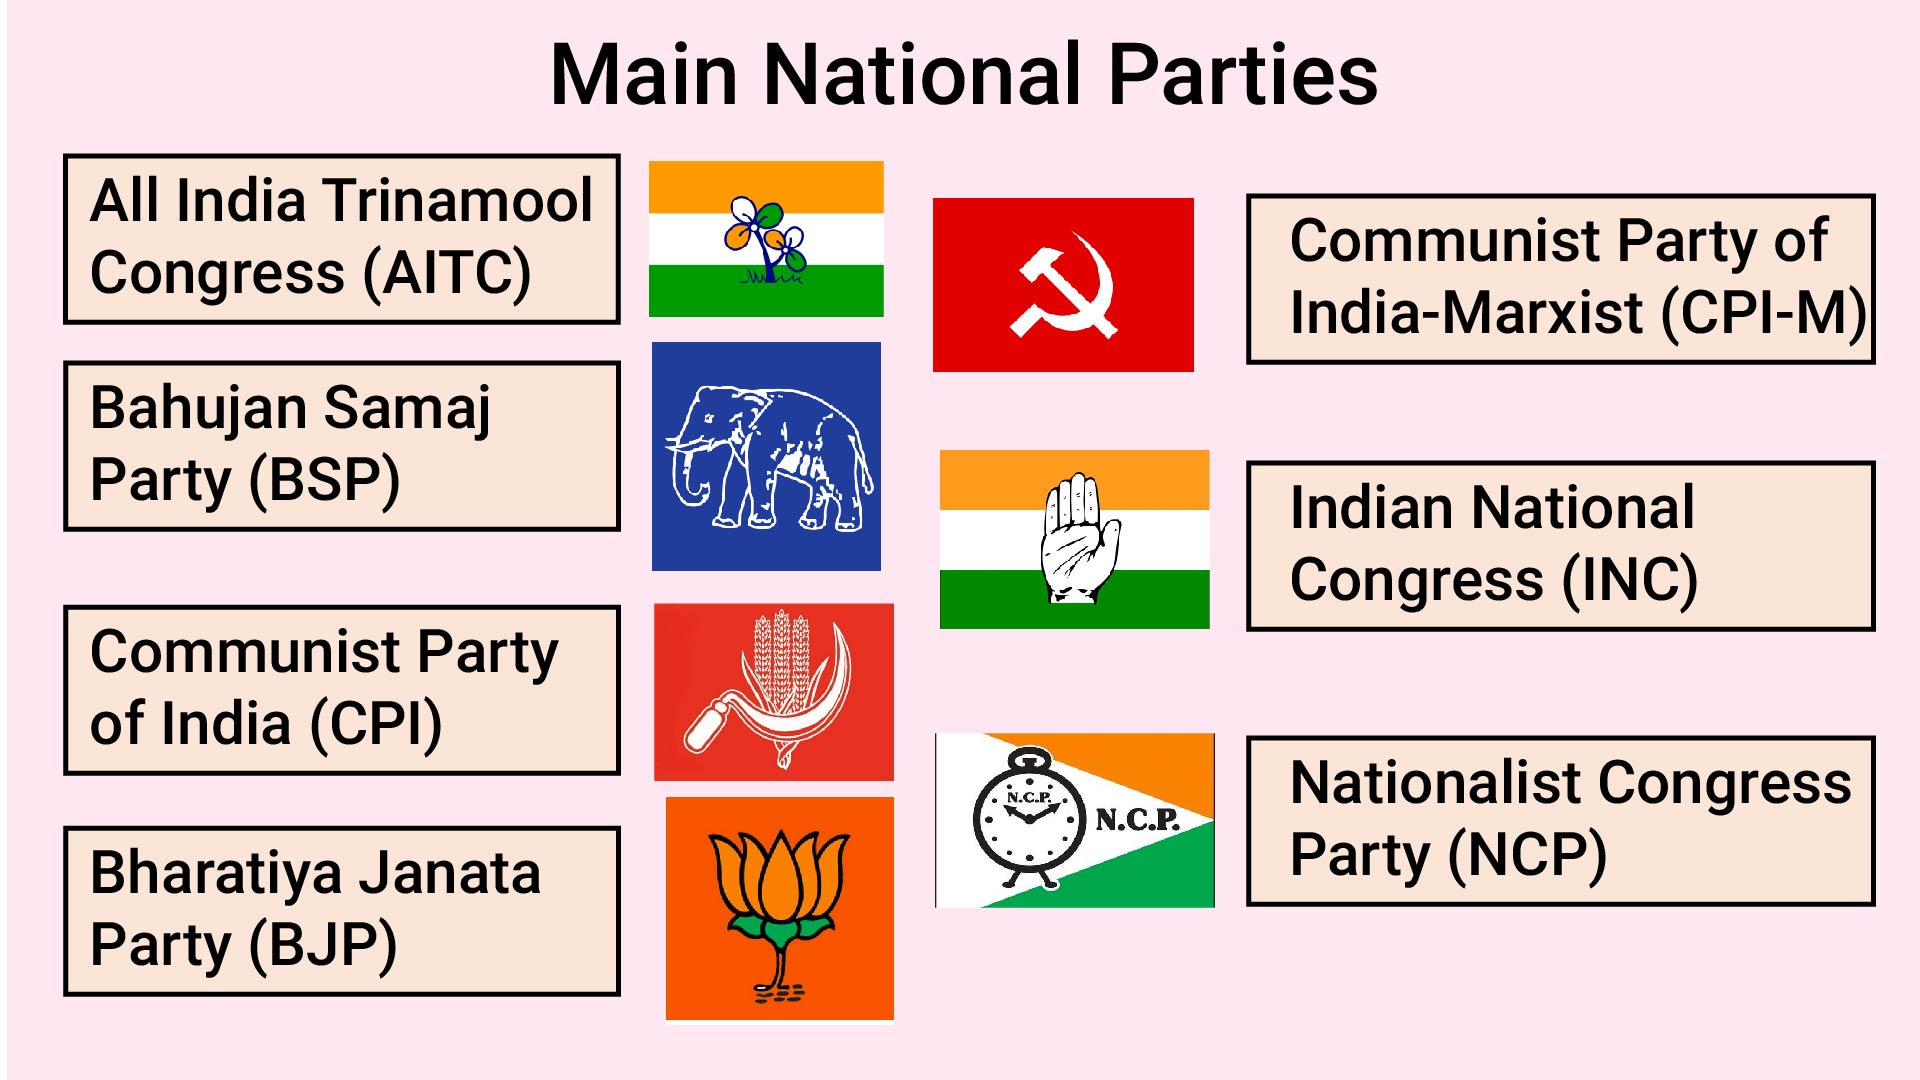 Main National Parties
All India Trinamool
Congress (AITC)
Bahujan Samaj
Party (BSP)
Communist Party
of India (CPI)
Bharatiya Janata
Party (BJP)
Communist Party of
India-Marxist (CPI-M)
Indian National
Congress (INC)
N.C.P.
N.C.P.
Nationalist Congress
Party (NCP)